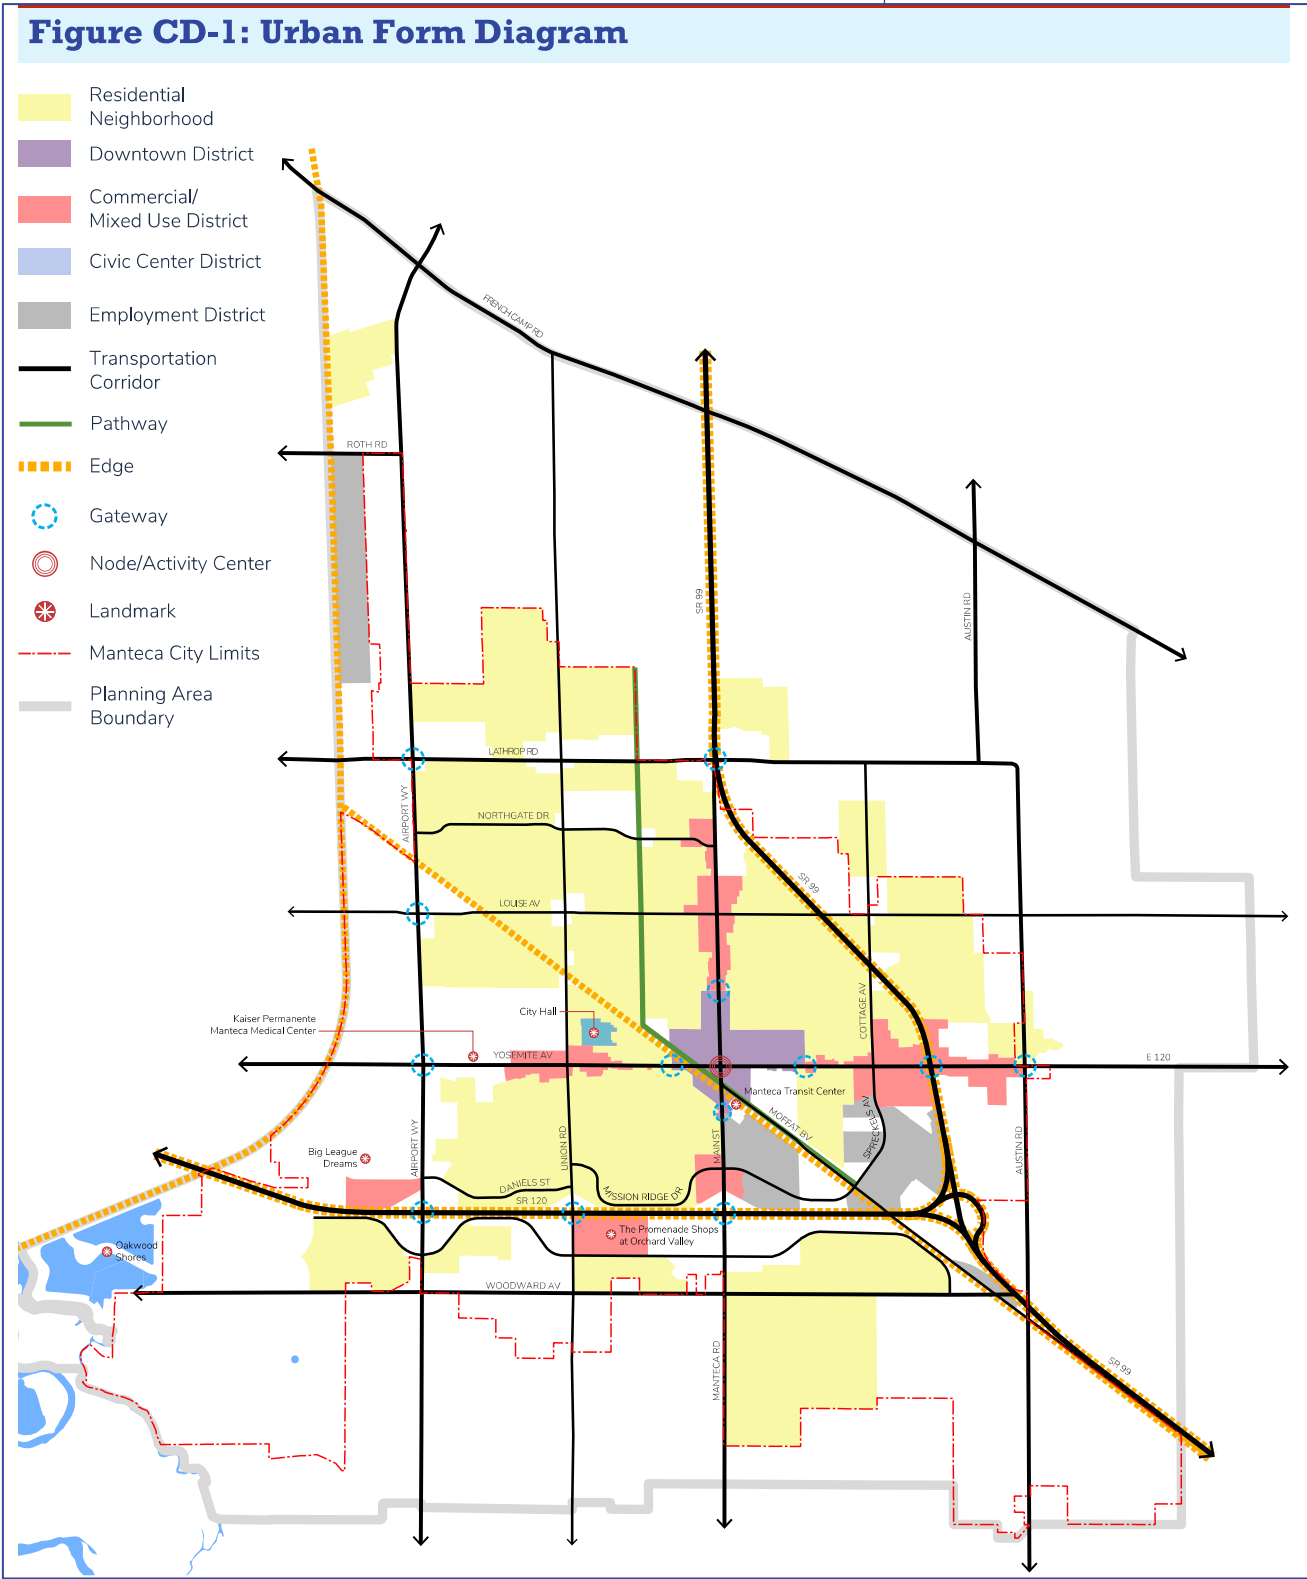 Figure CD-1: Urban Form Diagram
Residential
Neighborhood
Downtown District
Commercial/
Mixed Use District
Civic Center District
Employment District
Transportation
Corridor
Pathway
Edge
Gateway
Node/Activity Center
Landmark
Manteca City Limits
Planning Area
Boundary
FRENCH CAMP RD
ROTH RD
SR 99
AUSTIN RD
LATHROP RD
AIRPORT WY
NORTHGATE DR
SR 99
LOUISE AV
COTTAGE AV
City Hall
Kaiser Permanente
Manteca Medical Center
YOSEMITE AV
E 120
Manteca Transit Center
MOFFAT BV
SPRECKELS AV
AIRPORT WY
UNION RD
MAIN ST
AUSTIN RD
Big League
Dreams
DANIELS ST
MISSION RIDGE DR
SR 120
The Promenade Shops
at Orchard Valley
Oakwood
Shores
WOODWARD AV
MANTECA RD
SR 99